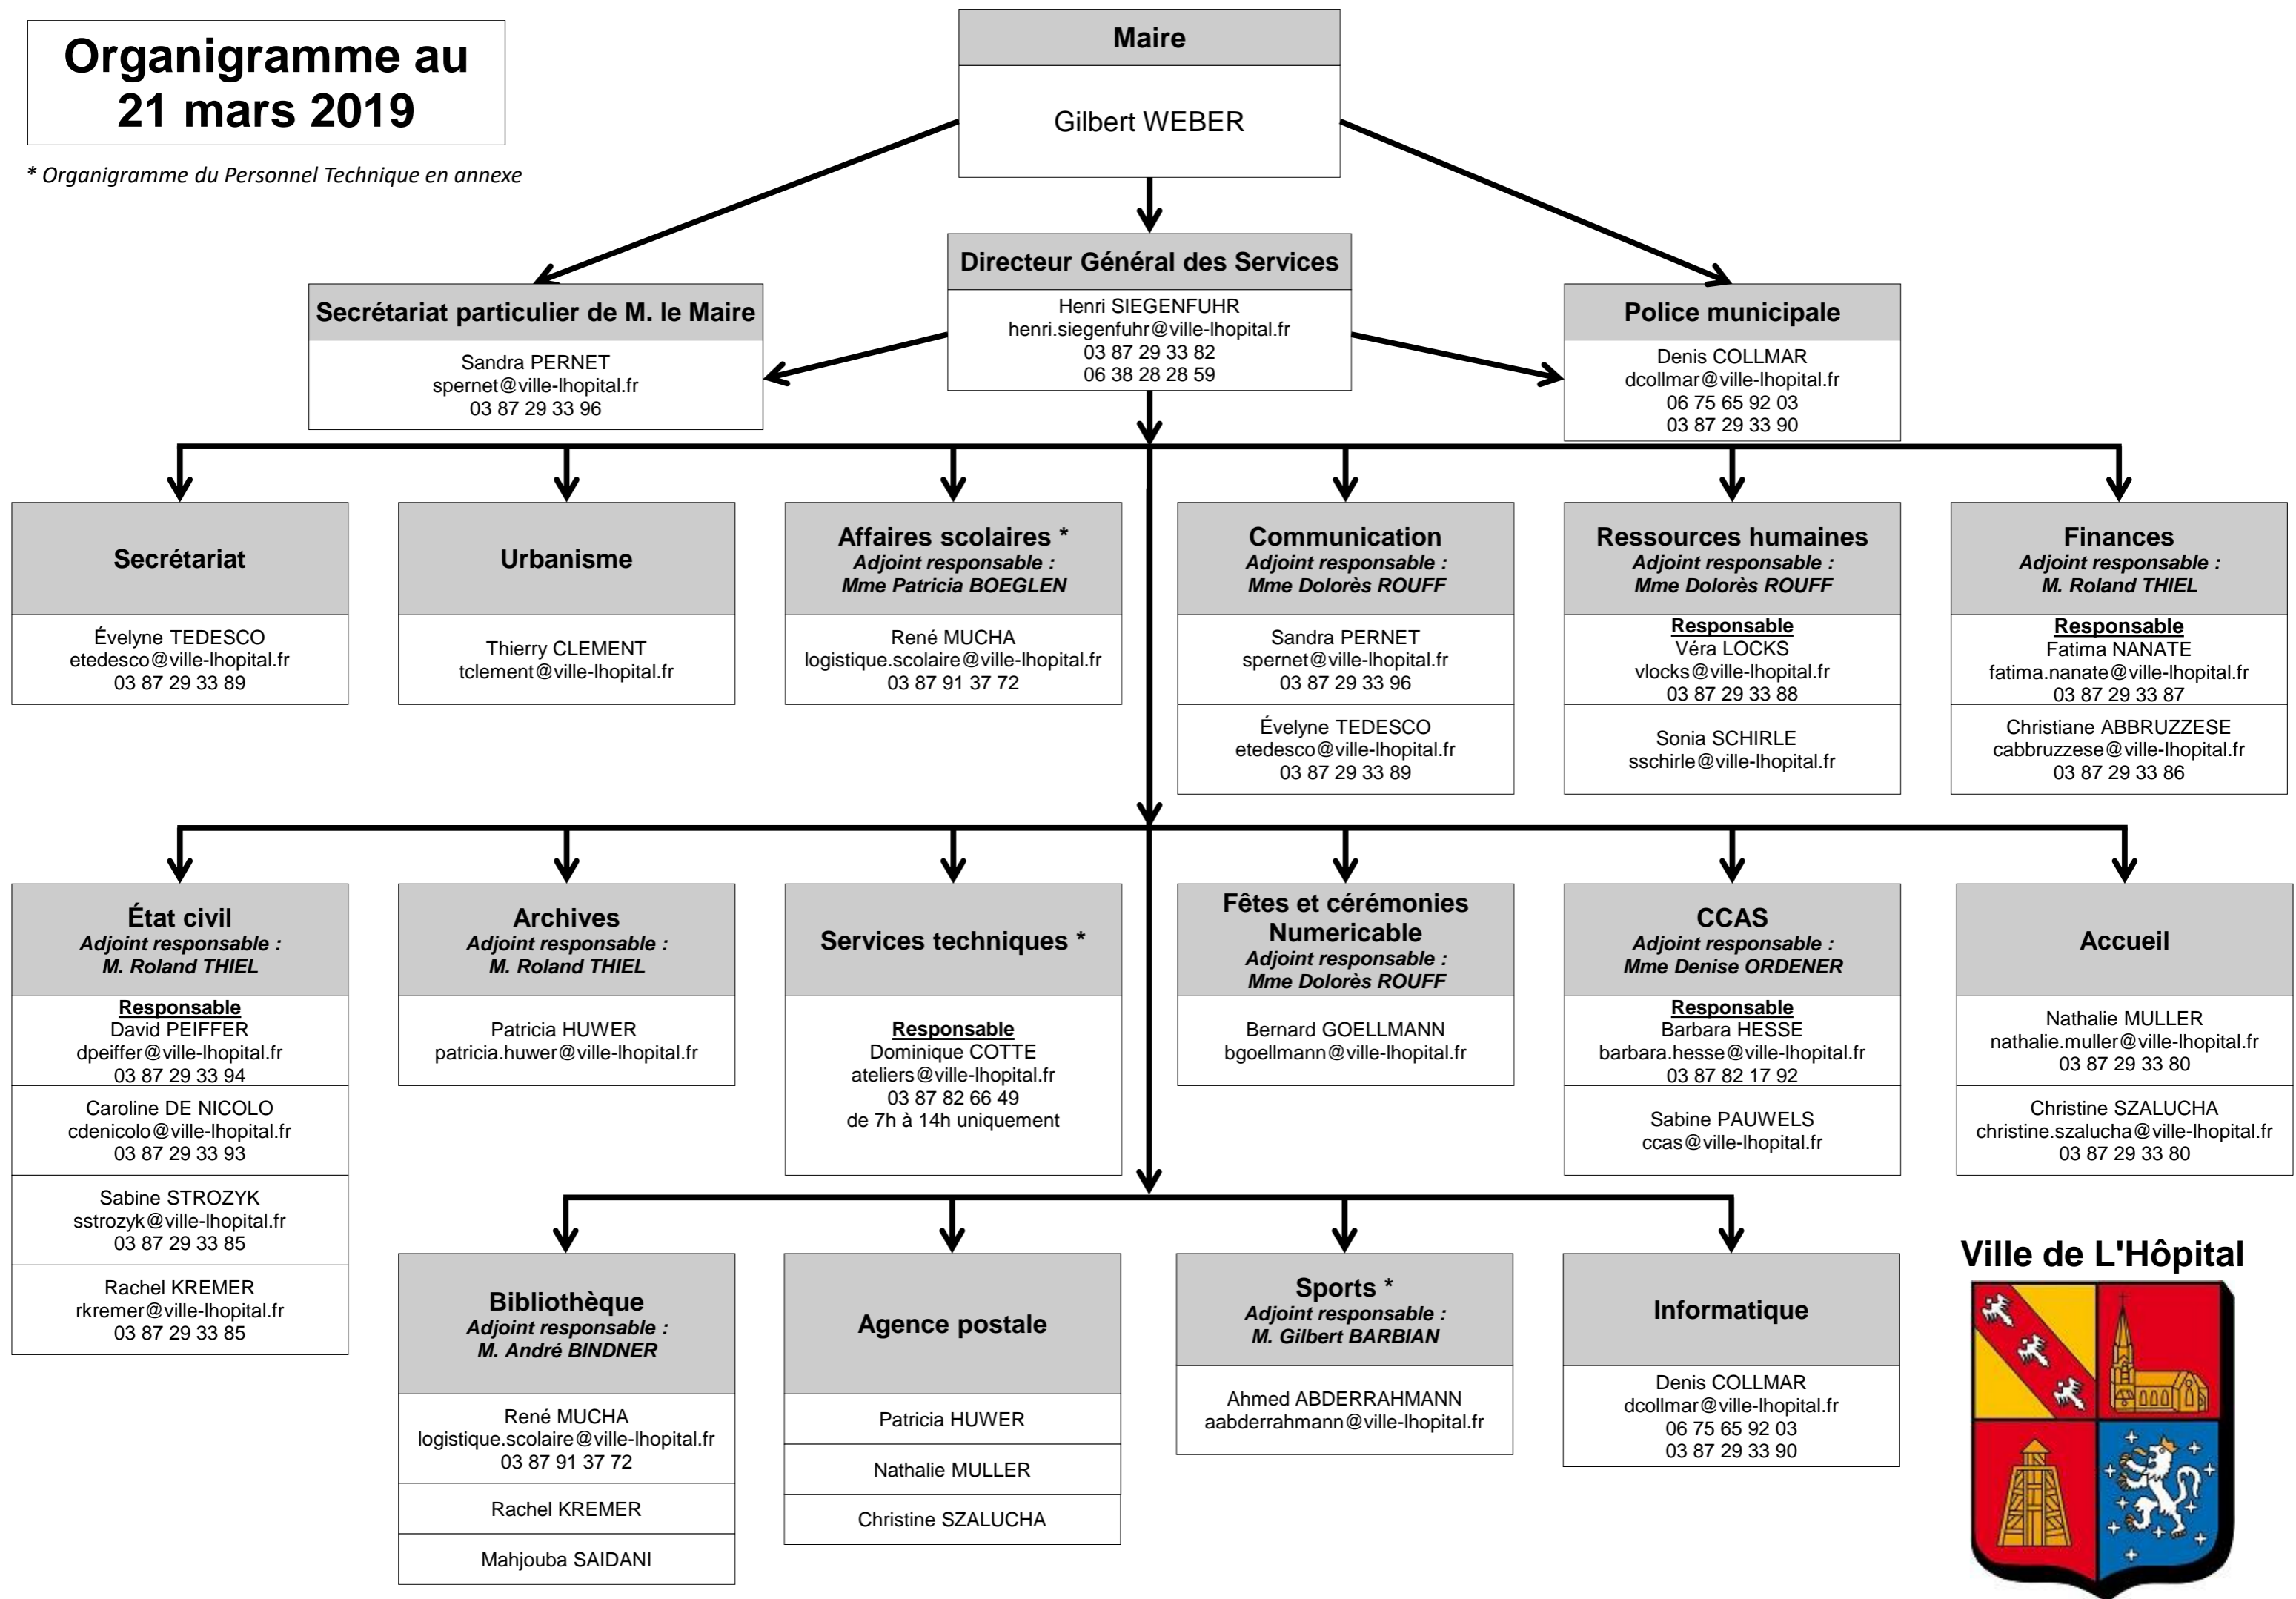 Organigramme au
21 mars 2019
* Organigramme du Personnel Technique en annexe
Maire
Gilbert WEBER
Directeur Général des Services
Henri SIEGENFUHR
henri.siegenfuhr@ville-lhopital.fr
03 87 29 33 82
06 38 28 28 59
Secrétariat particulier de M. le Maire
Sandra PERNET
spernet@ville-lhopital.fr
03 87 29 33 96
Police municipale
Denis COLLMAR
dcollmar@ville-lhopital.fr
06 75 65 92 03
03 87 29 33 90
Secrétariat
Évelyne TEDESCO
etedesco@ville-lhopital.fr
03 87 29 33 89
Urbanisme
Thierry CLEMENT
tclement@ville-lhopital.fr
Affaires scolaires *
Adjoint responsable :
Mme Patricia BOEGLEN
René MUCHA
logistique.scolaire@ville-lhopital.fr
03 87 91 37 72
Communication
Adjoint responsable :
Mme Dolorès ROUFF
Sandra PERNET
spernet@ville-lhopital.fr
03 87 29 33 96
Évelyne TEDESCO
etedesco@ville-lhopital.fr
03 87 29 33 89
Ressources humaines
Adjoint responsable :
Mme Dolorès ROUFF
Responsable
Véra LOCKS
vlocks@ville-lhopital.fr
03 87 29 33 88
Sonia SCHIRLE
sschirle@ville-lhopital.fr
Finances
Adjoint responsable :
M. Roland THIEL
Responsable
Fatima NANATE
fatima.nanate@ville-lhopital.fr
03 87 29 33 87
Christiane ABBRUZZESE
cabbruzzese@ville-lhopital.fr
03 87 29 33 86
État civil
Adjoint responsable :
M. Roland THIEL
Responsable
David PEIFFER
dpeiffer@ville-lhopital.fr
03 87 29 33 94
Caroline DE NICOLO
cdenicolo@ville-lhopital.fr
03 87 29 33 93
Sabine STROZYK
sstrozyk@ville-lhopital.fr
03 87 29 33 85
Rachel KREMER
rkremer@ville-lhopital.fr
03 87 29 33 85
Archives
Adjoint responsable :
M. Roland THIEL
Patricia HUWER
patricia.huwer@ville-lhopital.fr
Services techniques *
Responsable
Dominique COTTE
ateliers@ville-lhopital.fr
03 87 82 66 49
de 7h à 14h uniquement
Fêtes et cérémonies
Numericable
Adjoint responsable :
Mme Dolorès ROUFF
Bernard GOELLMANN
bgoellmann@ville-lhopital.fr
CCAS
Adjoint responsable :
Mme Denise ORDENER
Responsable
Barbara HESSE
barbara.hesse@ville-lhopital.fr
03 87 82 17 92
Sabine PAUWELS
ccas@ville-lhopital.fr
Accueil
Nathalie MULLER
nathalie.muller@ville-lhopital.fr
03 87 29 33 80
Christine SZALUCHA
christine.szalucha@ville-lhopital.fr
03 87 29 33 80
Bibliothèque
Adjoint responsable :
M. André BINDNER
René MUCHA
logistique.scolaire@ville-lhopital.fr
03 87 91 37 72
Rachel KREMER
Mahjouba SAIDANI
Agence postale
Patricia HUWER
Nathalie MULLER
Christine SZALUCHA
Sports *
Adjoint responsable :
M. Gilbert BARBIAN
Ahmed ABDERRAHMANN
aabderrahmann@ville-lhopital.fr
Informatique
Denis COLLMAR
dcollmar@ville-lhopital.fr
06 75 65 92 03
03 87 29 33 90
Ville de L'Hôpital